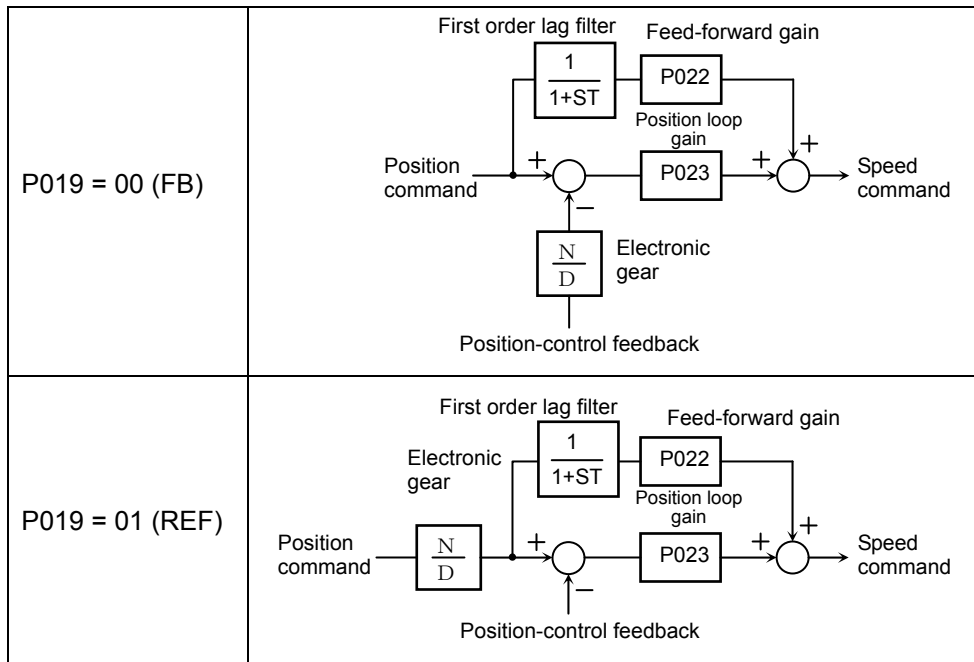 P019 = 00 (FB)
First order lag filter
Feed-forward gain
1
1+ST
P022
Position loop
gain
P023
Position
command
+
−
+
+
Speed
command
N
D
Electronic
gear
Position-control feedback
P019 = 01 (REF)
First order lag filter
Feed-forward gain
Electronic
gear
1
1+ST
P022
Position loop
gain
P023
Position
command
N
D
+
−
+
+
Speed
command
Position-control feedback